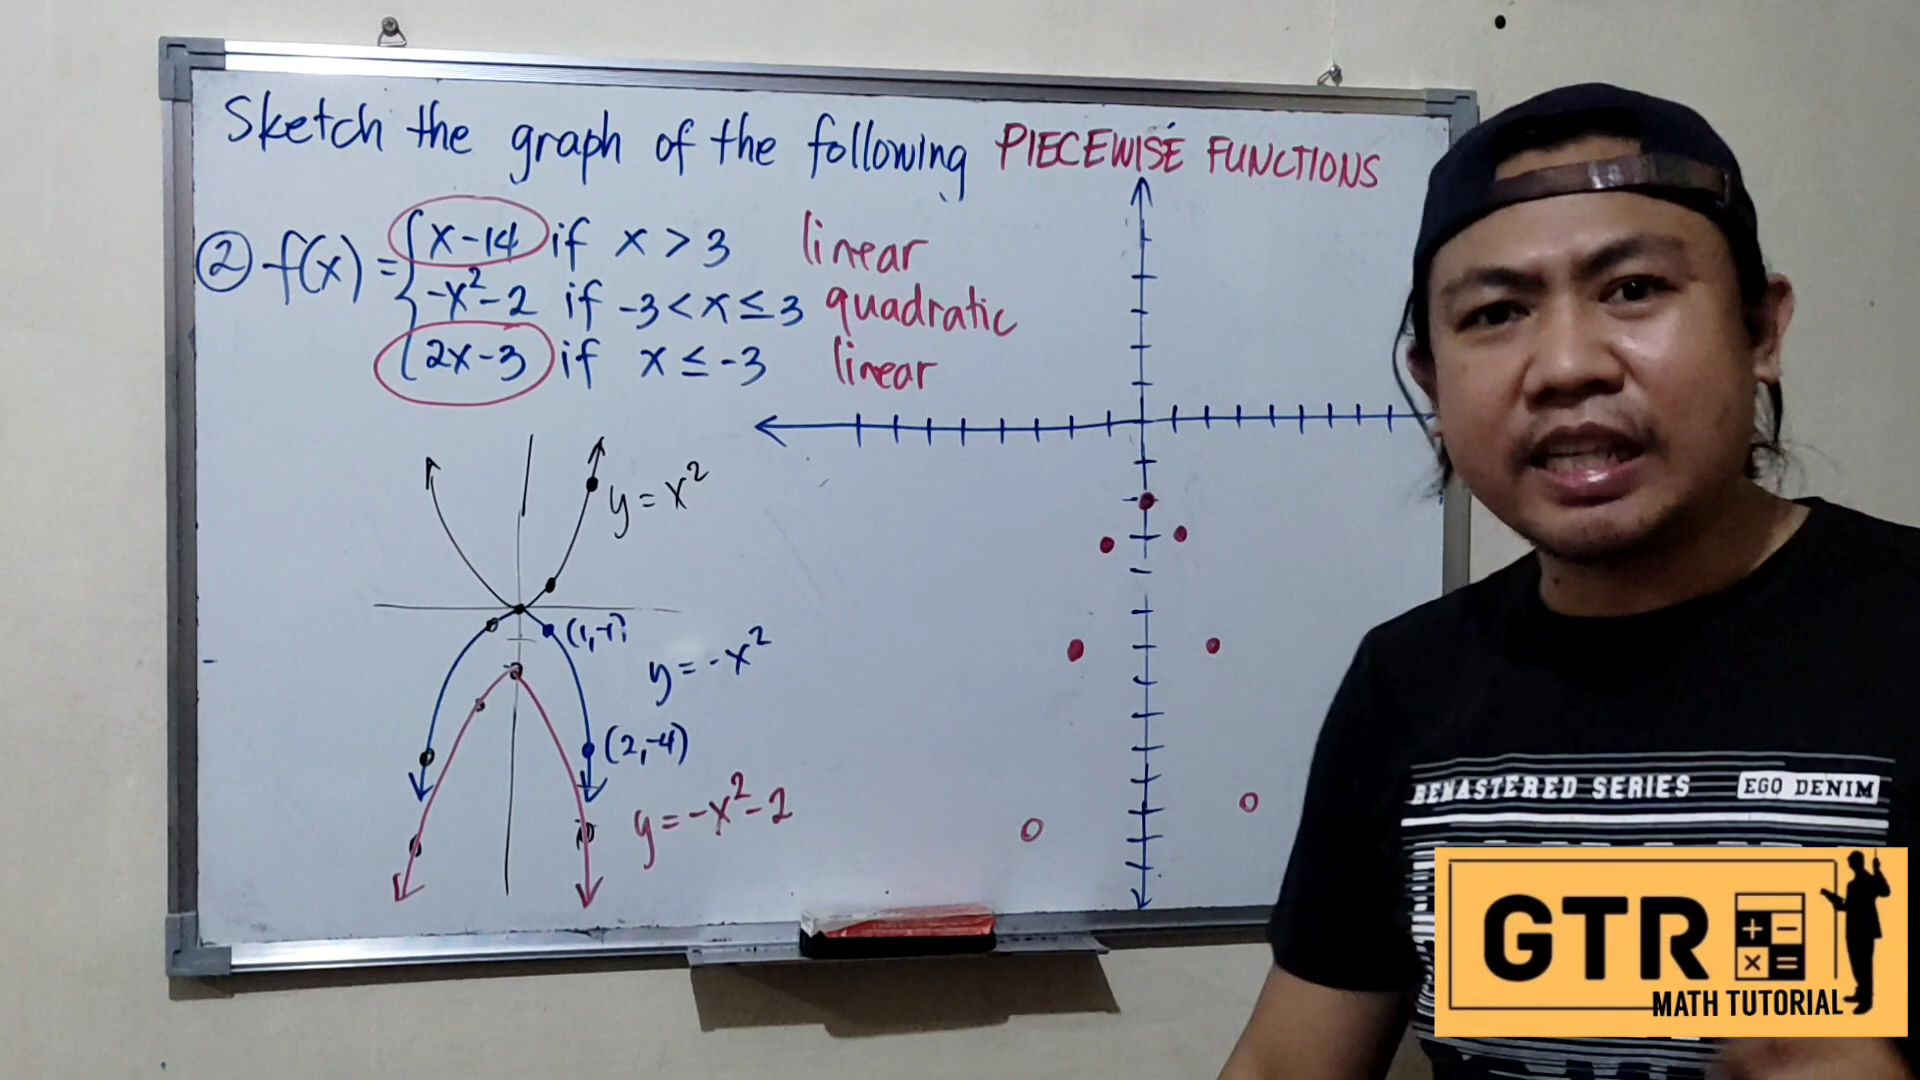 Sketch the graph of the following PIECEWISE FUNCTIONS
② f(x) = { x-14 if x > 3 linear
-x²-2 if -3 < x ≤ 3 quadratic
2x-3 if x ≤ -3 linear
y = x²
(1,-1)
y = -x²
(2,-4)
y = -x²-2
REMASTERED SERIES EGO DENIM
GTR
+ -
× =
MATH TUTORIAL